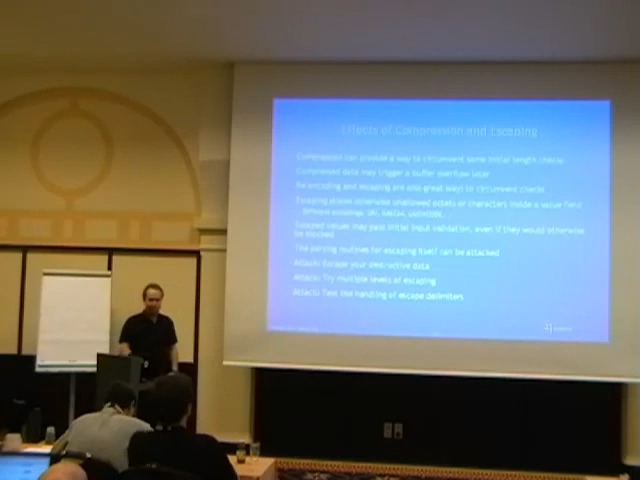 Effects of Compression and Escaping
Compression can provide a way to circumvent some initial length checks
Compressed data may trigger a buffer overflow later
Re-encoding and escaping are also great ways to circumvent checks
Escaping allows otherwise unallowed octets or characters inside a value field
Different encodings, URI, BASE64,
Escaped values may pass initial input validation, even if they would otherwise
be blocked
The parsing routines for escaping itself can be attacked
Attack: Escape your destructive data
Attack: Try multiple levels of escaping
Attack: Test the handling of escape delimiters